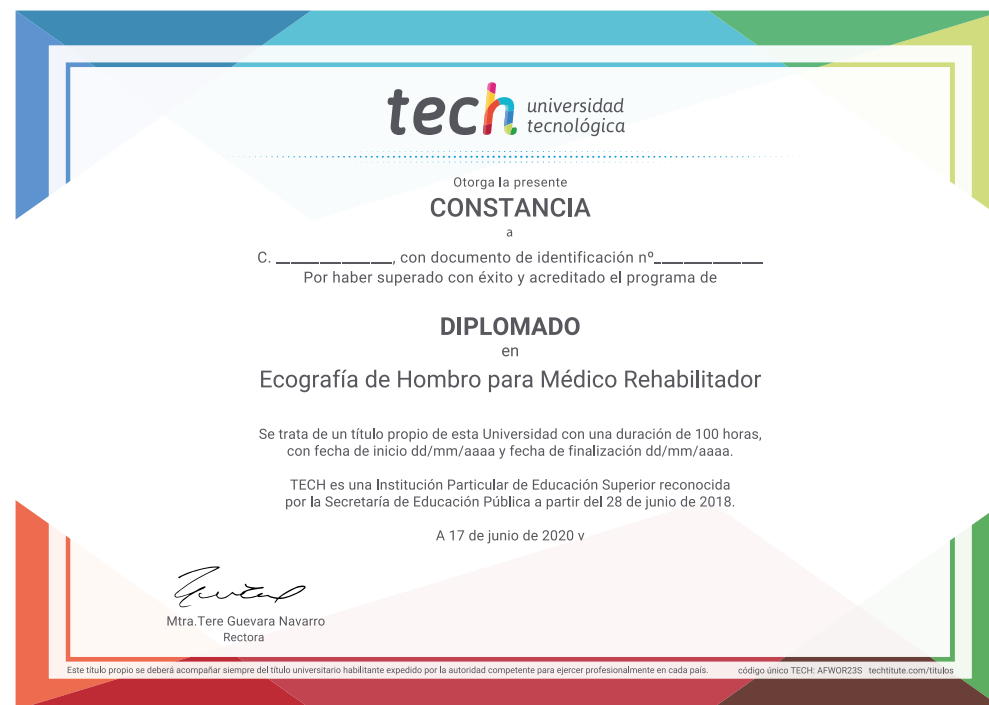 tech universidad
tecnológica
Otorga la presente
CONSTANCIA
a
C. ______________, con documento de identificación nº_____________
Por haber superado con éxito y acreditado el programa de
DIPLOMADO
en
Ecografía de Hombro para Médico Rehabilitador
Se trata de un título propio de esta Universidad con una duración de 100 horas,
con fecha de inicio dd/mm/aaaa y fecha de finalización dd/mm/aaaa.
TECH es una Institución Particular de Educación Superior reconocida
por la Secretaría de Educación Pública a partir del 28 de junio de 2018.
A 17 de junio de 2020 v
Mtra.Tere Guevara Navarro
Rectora
Este título propio se deberá acompañar siempre del título universitario habilitante expedido por la autoridad competente para ejercer profesionalmente en cada país. código único TECH: AFWOR23S techtitute.com/titulos